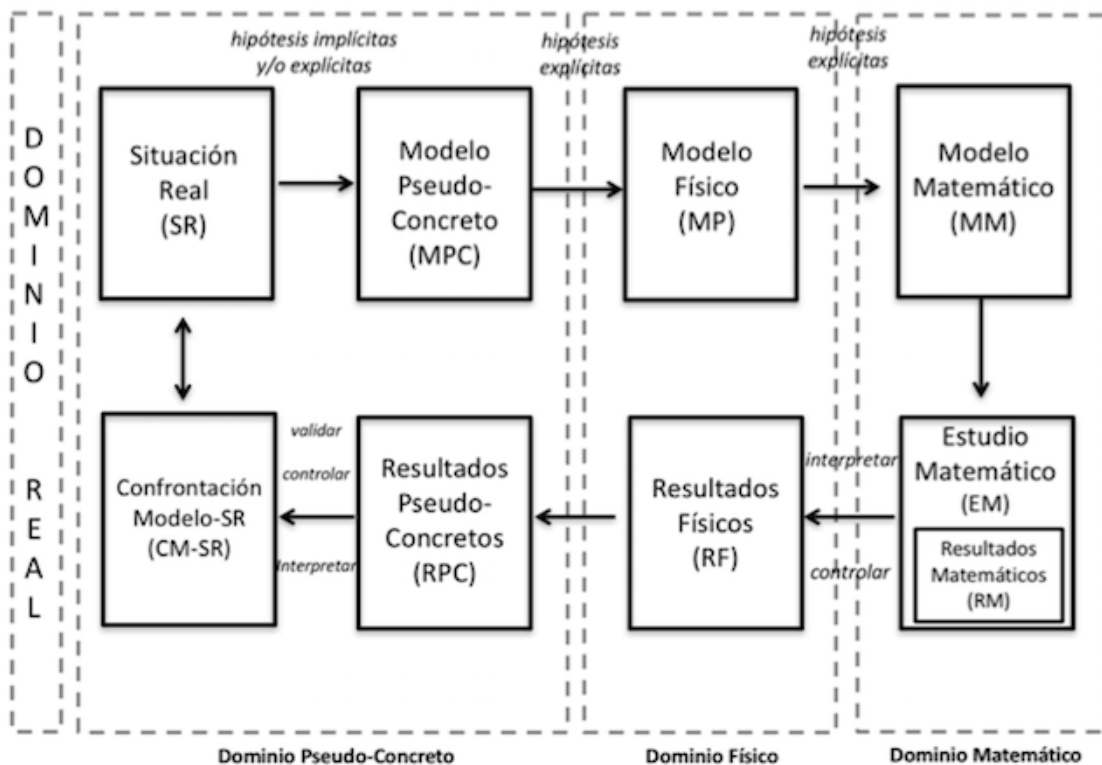 DOMINIO REAL
hipótesis implícitas
y/o explícitas
hipótesis
explícitas
hipótesis
explícitas
Situación
Real
(SR)
Modelo
Pseudo-
Concreto
(MPC)
Modelo
Físico
(MP)
Modelo
Matemático
(MM)
Confrontación
Modelo-SR
(CM-SR)
validar
controlar
Interpretar
Resultados
Pseudo-
Concretos
(RPC)
Resultados
Físicos
(RF)
interpretar
controlar
Estudio
Matemático
(EM)
Resultados
Matemáticos
(RM)
Dominio Pseudo-Concreto
Dominio Físico
Dominio Matemático